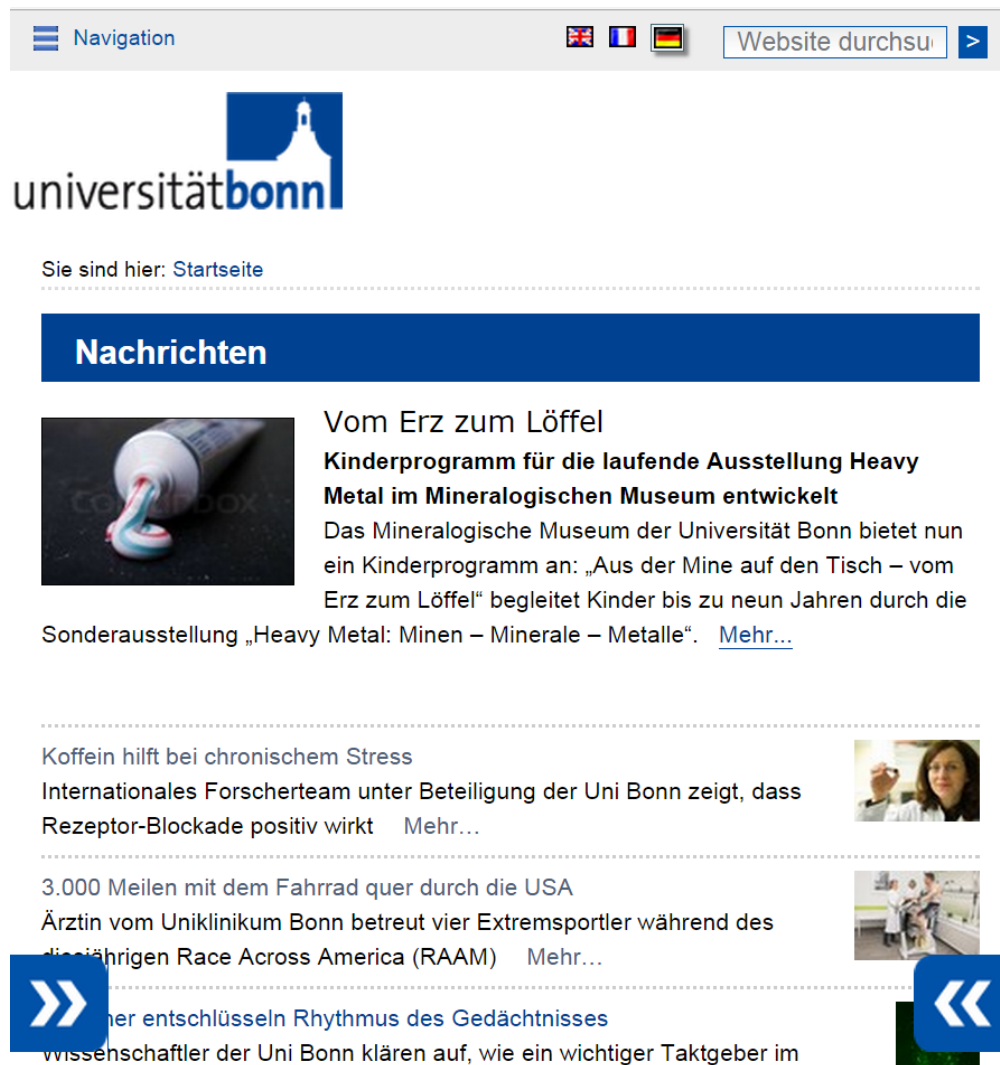 Navigation
Website durchsu
>
universitätbonn
Sie sind hier: Startseite
Nachrichten
Vom Erz zum Löffel
Kinderprogramm für die laufende Ausstellung Heavy
Metal im Mineralogischen Museum entwickelt
Das Mineralogische Museum der Universität Bonn bietet nun
ein Kinderprogramm an: „Aus der Mine auf den Tisch – vom
Erz zum Löffel“ begleitet Kinder bis zu neun Jahren durch die
Sonderausstellung „Heavy Metal: Minen – Minerale – Metalle“. Mehr...
Koffein hilft bei chronischem Stress
Internationales Forscherteam unter Beteiligung der Uni Bonn zeigt, dass
Rezeptor-Blockade positiv wirkt Mehr…
3.000 Meilen mit dem Fahrrad quer durch die USA
Ärztin vom Uniklinikum Bonn betreut vier Extremsportler während des
diesjährigen Race Across America (RAAM) Mehr…
entschlüsseln Rhythmus des Gedächtnisses
Wissenschaftler der Uni Bonn klären auf, wie ein wichtiger Taktgeber im